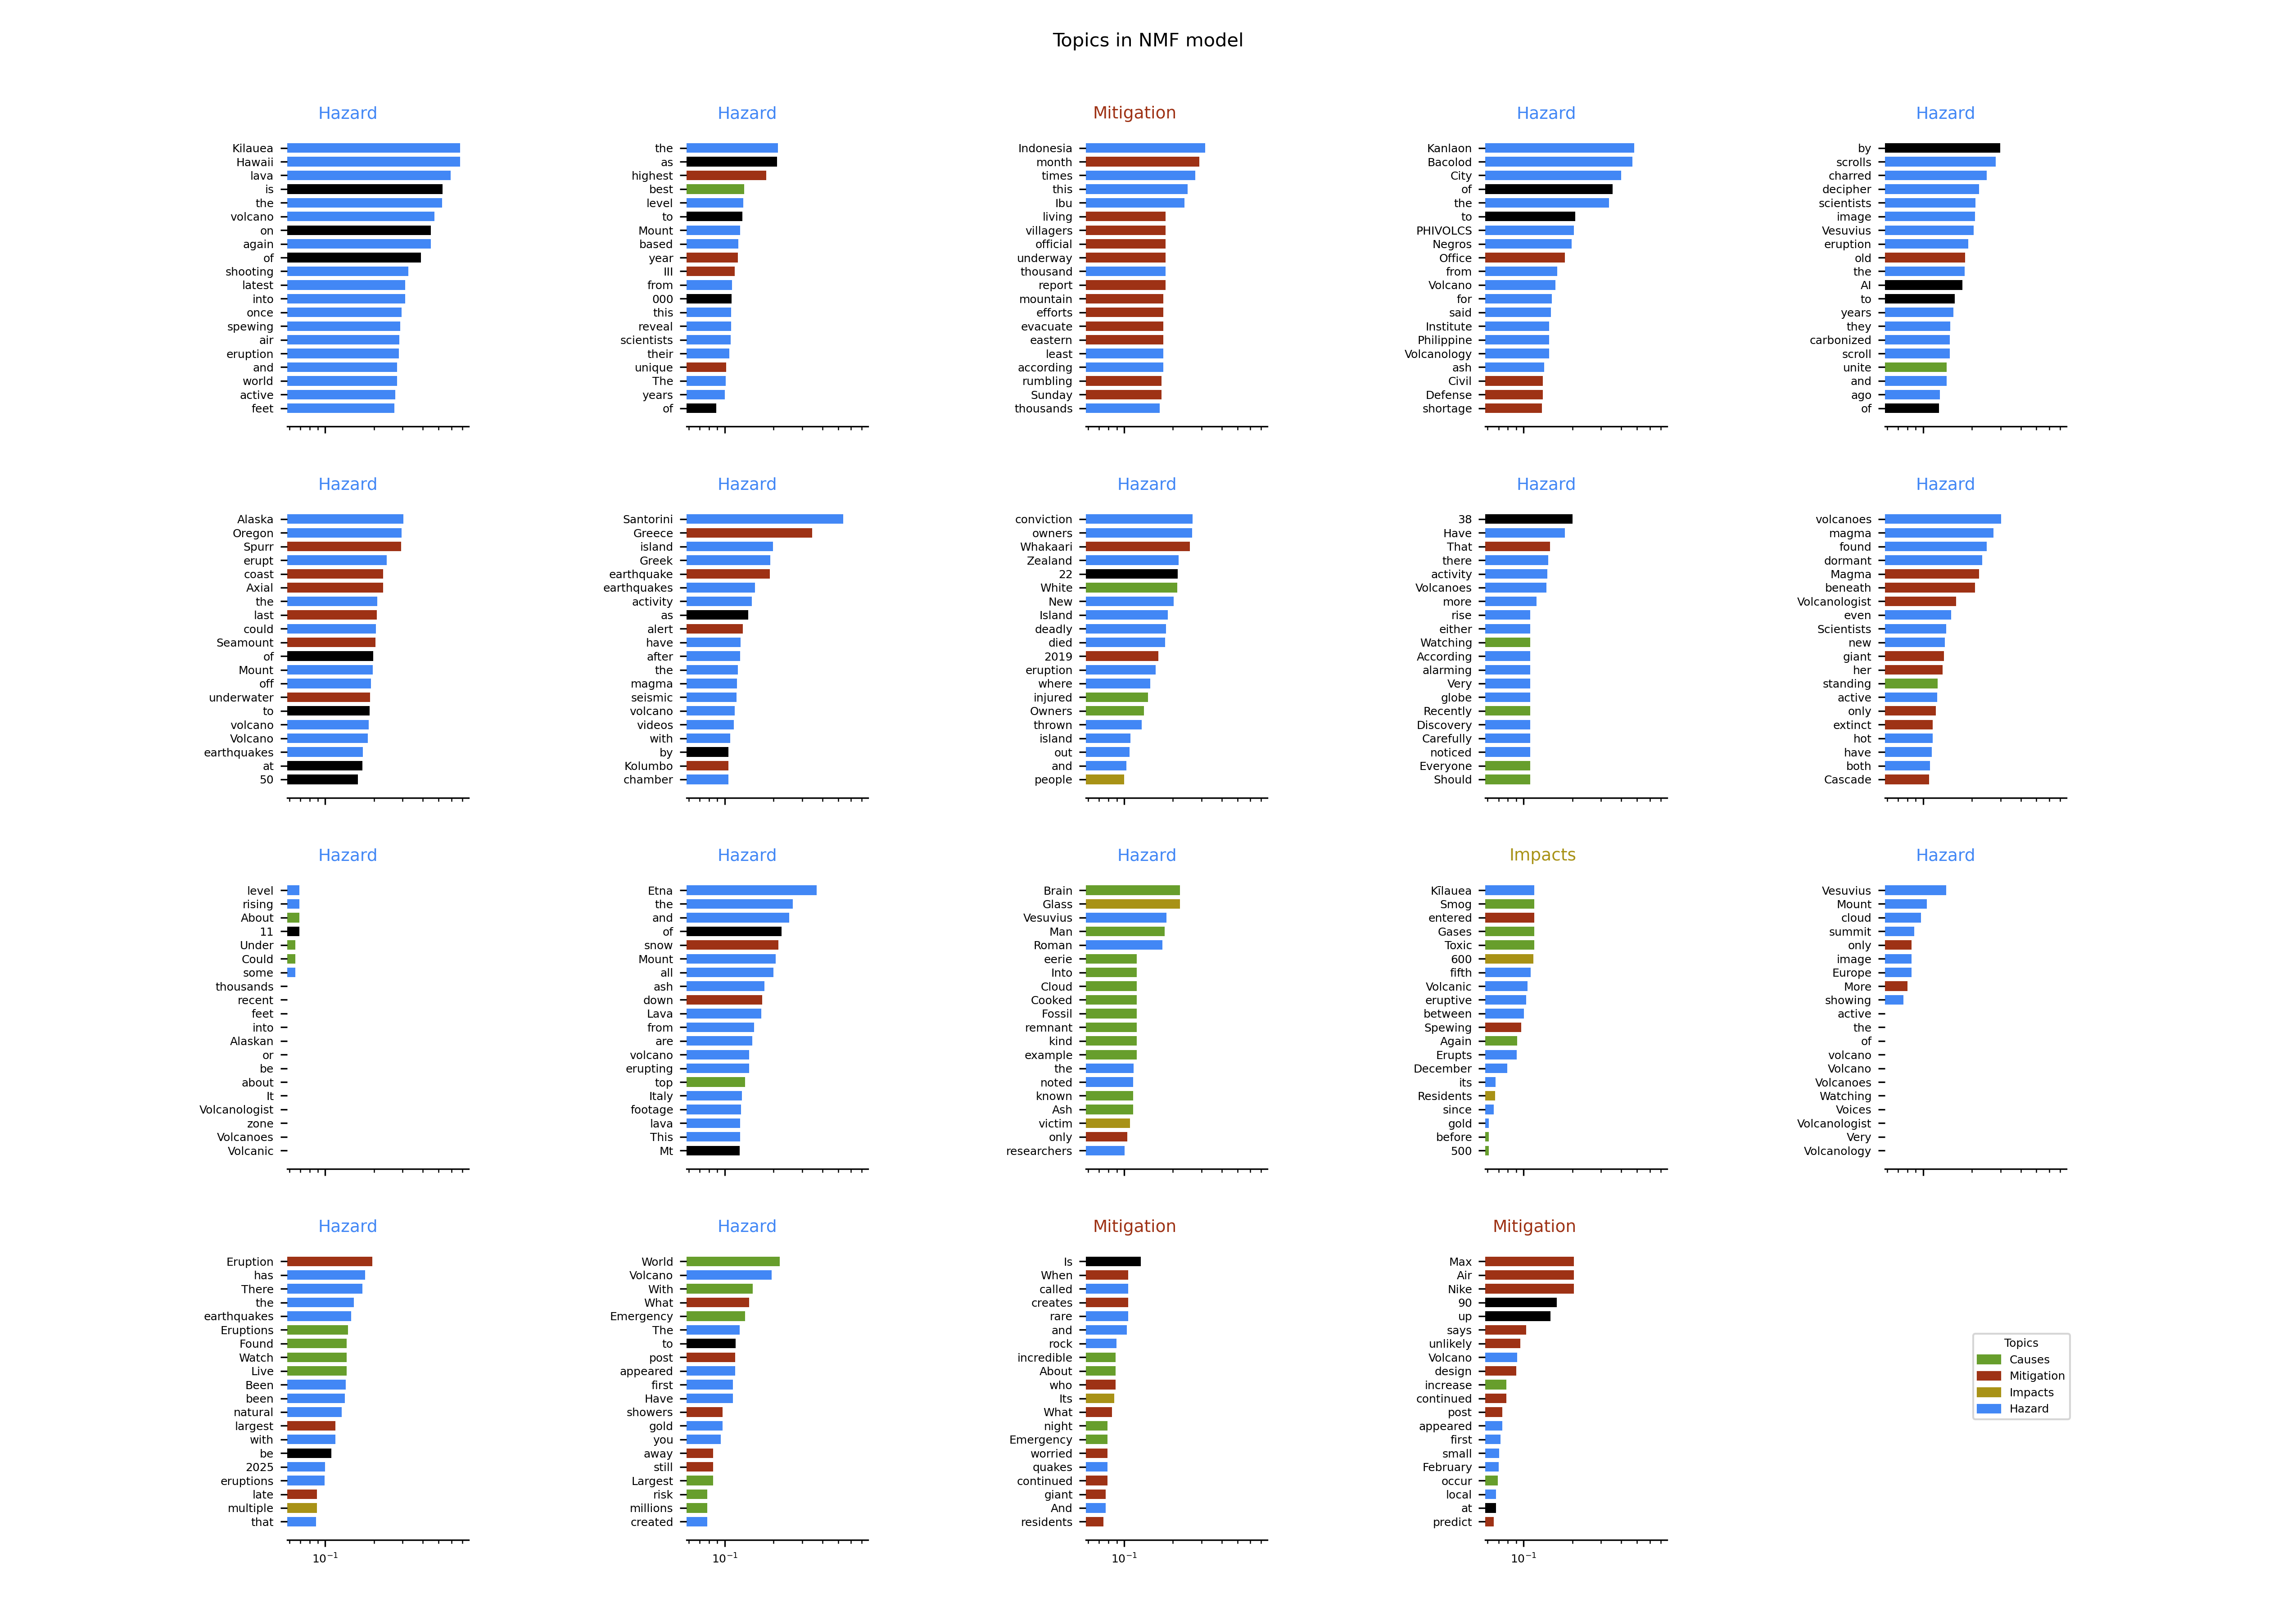 Topics in NMF model
Hazard
Kilauea
Hawaii
lava
is
the
volcano
on
again
of
shooting
latest
into
once
spewing
air
eruption
and
world
active
feet
Hazard
the
as
highest
best
level
to
Mount
based
year
III
from
000
this
reveal
scientists
their
unique
The
years
of
Mitigation
Indonesia
month
times
this
Ibu
living
villagers
official
underway
thousand
report
mountain
efforts
evacuate
eastern
least
according
rumbling
Sunday
thousands
Hazard
Kanlaon
Bacolod
City
of
the
to
PHIVOLCS
Negros
Office
from
Volcano
for
said
Institute
Philippine
Volcanology
ash
Civil
Defense
shortage
Hazard
by
scrolls
charred
decipher
scientists
image
Vesuvius
eruption
old
the
AI
to
years
they
carbonized
scroll
unite
and
ago
of
Hazard
Alaska
Oregon
Spurr
erupt
coast
Axial
the
last
could
Seamount
of
Mount
off
underwater
to
volcano
Volcano
earthquakes
at
50
Hazard
Santorini
Greece
island
Greek
earthquake
earthquakes
activity
as
alert
have
after
the
magma
seismic
volcano
videos
with
by
Kolumbo
chamber
Hazard
conviction
owners
Whakaari
Zealand
22
White
New
Island
deadly
died
2019
eruption
where
injured
Owners
thrown
island
out
and
people
Hazard
38
Have
That
there
activity
Volcanoes
more
rise
either
Watching
According
alarming
Very
globe
Recently
Discovery
Carefully
noticed
Everyone
Should
Hazard
volcanoes
magma
found
dormant
Magma
beneath
Volcanologist
even
Scientists
new
giant
her
standing
active
only
extinct
hot
have
both
Cascade
Hazard
level
rising
About
11
Under
Could
some
thousands
recent
feet
into
Alaskan
or
be
about
It
Volcanologist
zone
Volcanoes
Volcanic
Hazard
Etna
the
and
of
snow
Mount
all
ash
down
Lava
from
are
volcano
erupting
top
Italy
footage
lava
This
Mt
Hazard
Brain
Glass
Vesuvius
Man
Roman
eerie
Into
Cloud
Cooked
Fossil
remnant
kind
example
the
noted
known
Ash
victim
only
researchers
Impacts
Kīlauea
Smog
entered
Gases
Toxic
600
fifth
Volcanic
eruptive
between
Spewing
Again
Erupts
December
its
Residents
since
gold
before
500
Hazard
Vesuvius
Mount
cloud
summit
only
image
Europe
More
showing
active
the
of
volcano
Volcano
Volcanoes
Watching
Voices
Volcanologist
Very
Volcanology
Hazard
Eruption
has
There
the
earthquakes
Eruptions
Found
Watch
Live
Been
been
natural
largest
with
be
2025
eruptions
late
multiple
that
10⁻¹
Hazard
World
Volcano
With
What
Emergency
The
to
post
appeared
first
Have
showers
gold
you
away
still
Largest
risk
millions
created
10⁻¹
Mitigation
Is
When
called
creates
rare
and
rock
incredible
About
who
Its
What
night
Emergency
worried
quakes
continued
giant
And
residents
10⁻¹
Mitigation
Max
Air
Nike
90
up
says
unlikely
Volcano
design
increase
continued
post
appeared
first
small
February
occur
local
at
predict
10⁻¹
Topics
Causes
Mitigation
Impacts
Hazard